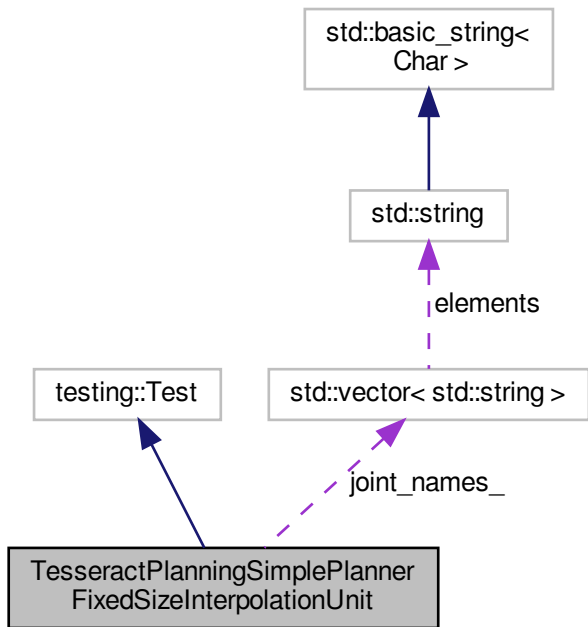 std::basic_string<
Char >
std::string
elements
testing::Test
std::vector< std::string >
joint_names_
TesseractPlanningSimplePlanner
FixedSizeInterpolationUnit